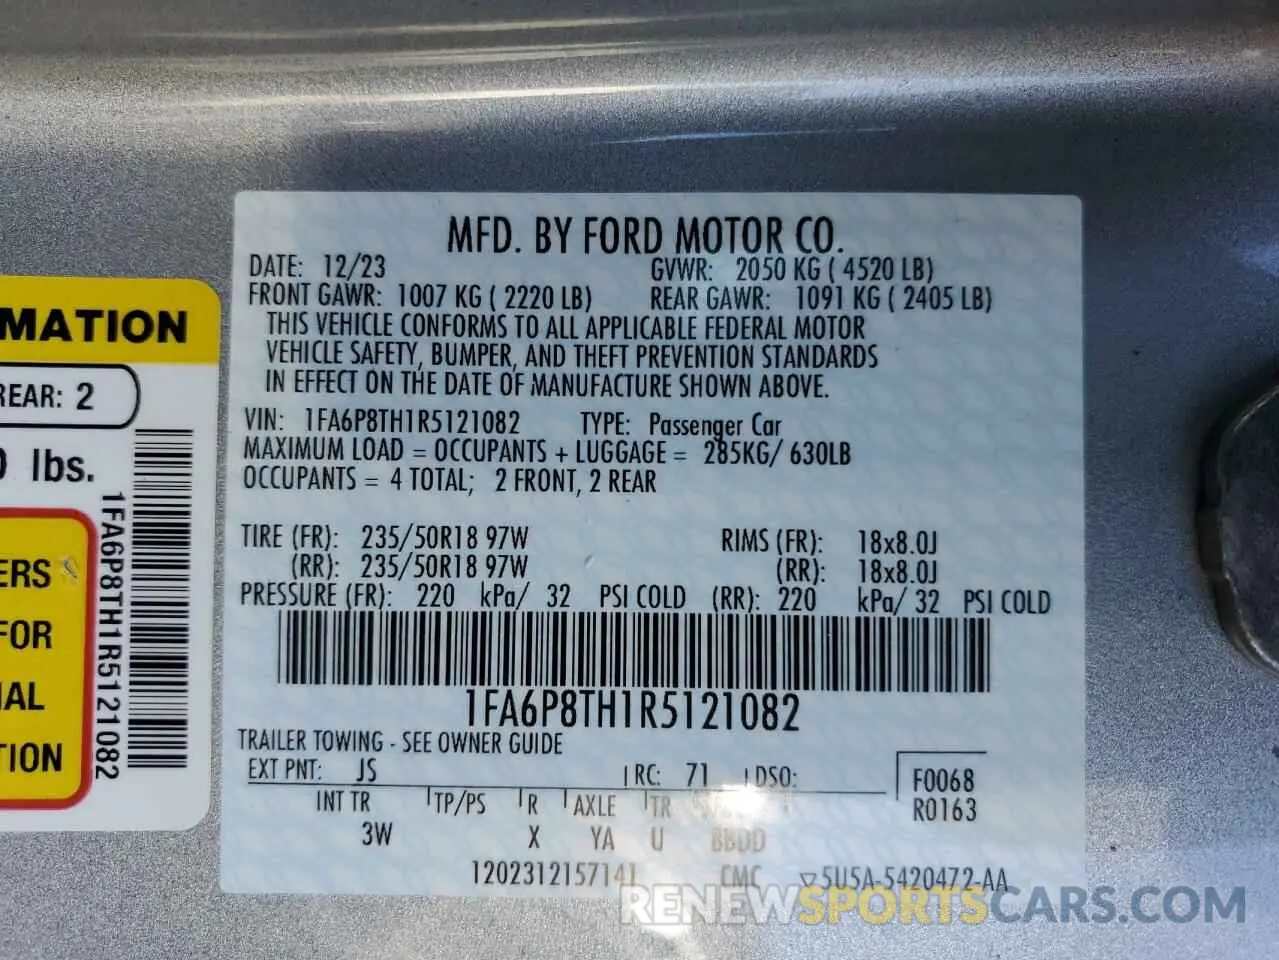 MFD. BY FORD MOTOR CO.
DATE: 12/23 GVWR: 2050 KG ( 4520 LB)
FRONT GAWR: 1007 KG ( 2220 LB) REAR GAWR: 1091 KG ( 2405 LB)
THIS VEHICLE CONFORMS TO ALL APPLICABLE FEDERAL MOTOR
VEHICLE SAFETY, BUMPER, AND THEFT PREVENTION STANDARDS
IN EFFECT ON THE DATE OF MANUFACTURE SHOWN ABOVE.
VIN: 1FA6P8TH1R5121082 TYPE: Passenger Car
MAXIMUM LOAD = OCCUPANTS + LUGGAGE = 285KG/ 630LB
OCCUPANTS = 4 TOTAL; 2 FRONT, 2 REAR
TIRE (FR): 235/50R18 97W RIMS (FR): 18x8.0J
(RR): 235/50R18 97W (RR): 18x8.0J
PRESSURE (FR): 220 kPa/ 32 PSI COLD (RR): 220 kPa/ 32 PSI COLD
1FA6P8TH1R5121082
TRAILER TOWING - SEE OWNER GUIDE
EXT PNT: JS RC: 71 DSO: F0068
R0163
INT TR TP/PS R AXLE TR
3W X YA U BBDD
1202312157141 CMC ▽5U5A-5420472-AA
MATION
REAR: 2
0 lbs.
1FA6P8TH1R5121082
ERS
FOR
IAL
TION
RENEWSPORTSCARS.COM